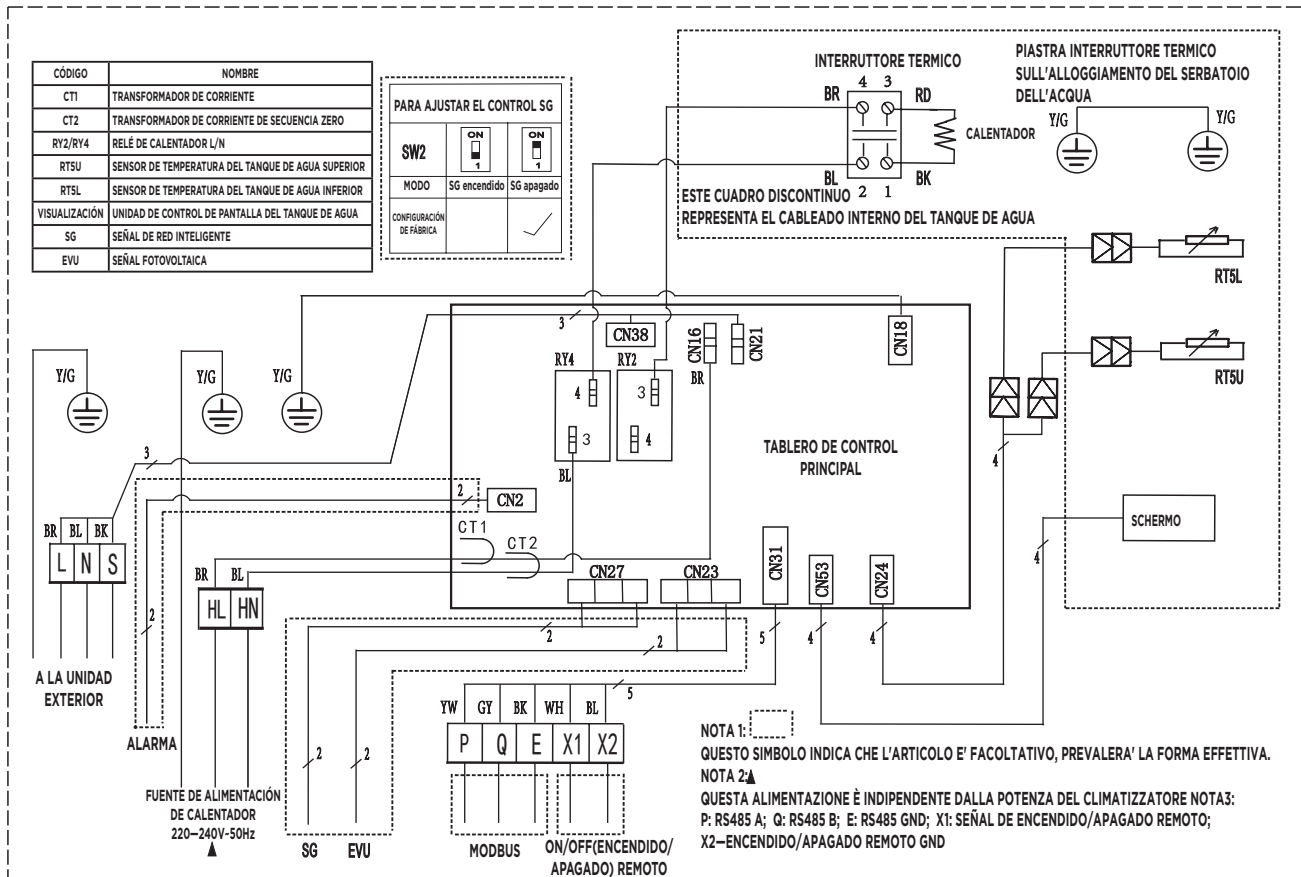 CÓDIGO NOMBRE
CT1 TRANSFORMADOR DE CORRIENTE
CT2 TRANSFORMADOR DE CORRIENTE DE SECUENCIA ZERO
RY2/RY4 RELÉ DE CALENTADOR L/N
RT5U SENSOR DE TEMPERATURA DEL TANQUE DE AGUA SUPERIOR
RT5L SENSOR DE TEMPERATURA DEL TANQUE DE AGUA INFERIOR
VISUALIZACIÓN UNIDAD DE CONTROL DE PANTALLA DEL TANQUE DE AGUA
SG SEÑAL DE RED INTELIGENTE
EVU SEÑAL FOTOVOLTAICA
PARA AJUSTAR EL CONTROL SG
SW2
ON
1
ON
1
MODO SG encendido SG apagado
CONFIGURACIÓN
DE FÁBRICA
INTERRUTTORE TERMICO
BR 4 3 RD
BL 2 1 BK
CALENTADOR
PIASTRA INTERRUTTORE TERMICO
SULL'ALLOGGIAMENTO DEL SERBATOIO
DELL'ACQUA
Y/G
Y/G
ESTE CUADRO DISCONTINUO
REPRESENTA EL CABLEADO INTERNO DEL TANQUE DE AGUA
RT5L
RT5U
4
SCHERMO
4
3
CN38
CN16
BR
CN21
CN18
RY4
4
3
BL
RY2
3
4
TABLERO DE CONTROL
PRINCIPAL
Y/G
Y/G
Y/G
3
2
CN2
CT1
CT2
CN27
CN23
CN31
CN53
CN24
BR BL BK
L N S
BR BL
HL HN
2
2
2
5
4
4
A LA UNIDAD
EXTERIOR
ALARMA
FUENTE DE ALIMENTACIÓN
DE CALENTADOR
220—240V-50Hz
2
2
SG
EVU
5
YW GY BK WH BL
P Q E X1 X2
MODBUS
ON/OFF(ENCENDIDO/
APAGADO) REMOTO
NOTA 1:
QUESTO SIMBOLO INDICA CHE L'ARTICOLO E' FACOLTATIVO, PREVALERA' LA FORMA EFFETTIVA.
NOTA 2:▲
QUESTA ALIMENTAZIONE È INDIPENDENTE DALLA POTENZA DEL CLIMATIZZATORE NOTA3:
P: RS485 A; Q: RS485 B; E: RS485 GND; X1: SEÑAL DE ENCENDIDO/APAGADO REMOTO;
X2—ENCENDIDO/APAGADO REMOTO GND